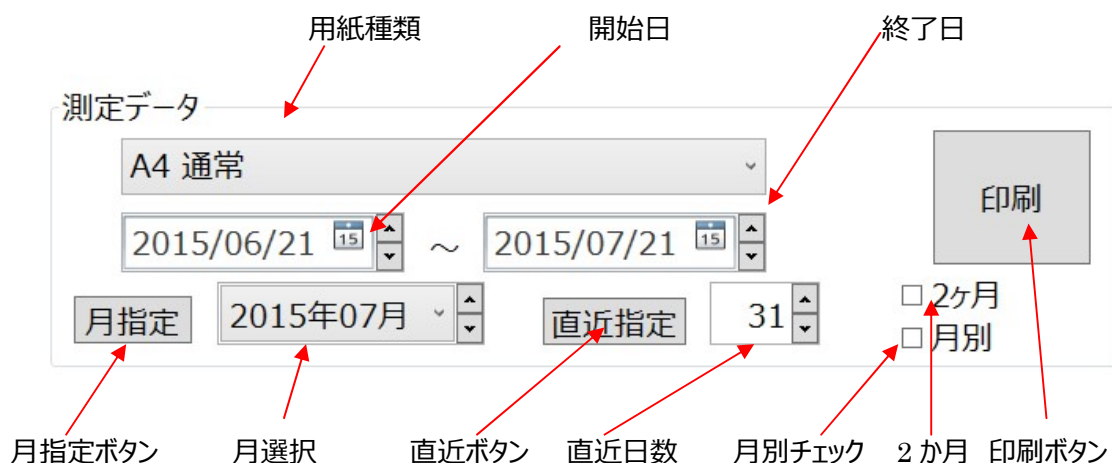 用紙種類 開始日 終了日
測定データ
A4 通常
印刷
2015/06/21 15 ～ 2015/07/21 15
月指定 2015年07月 直近指定 31 2ヶ月
月別
月指定ボタン 月選択 直近ボタン 直近日数 月別チェック 2か月 印刷ボタン